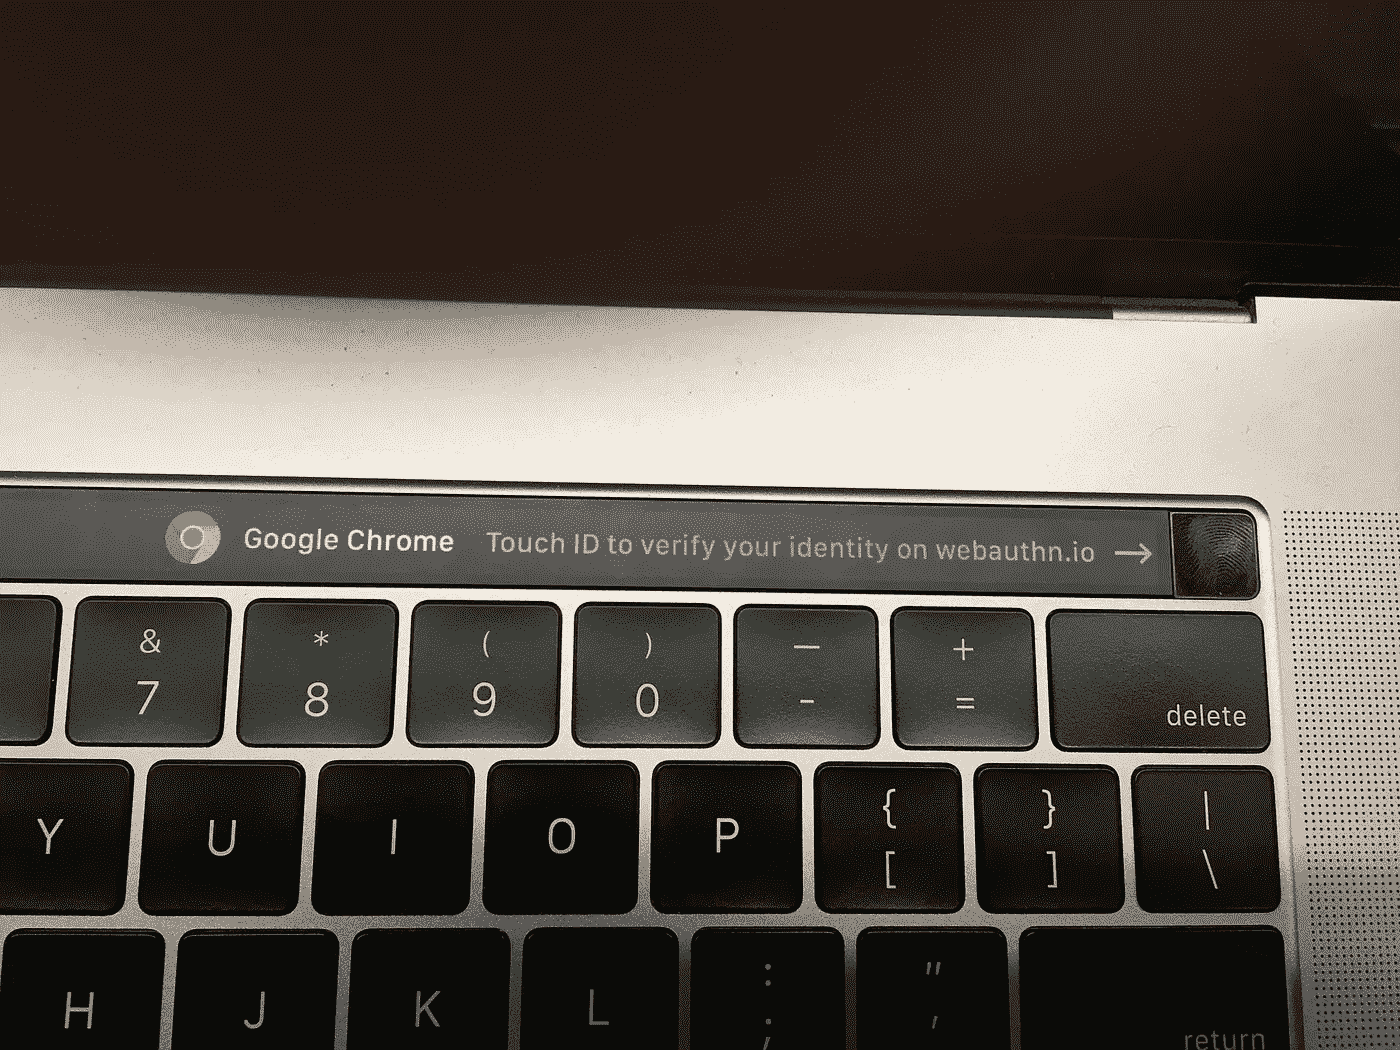 Google Chrome Touch ID to verify your identity on webauthn.io →
& * ( ) — +
7 8 9 0 - = delete
{ } |
Y U I O P [ ] \
: "
H J K L ; ' return